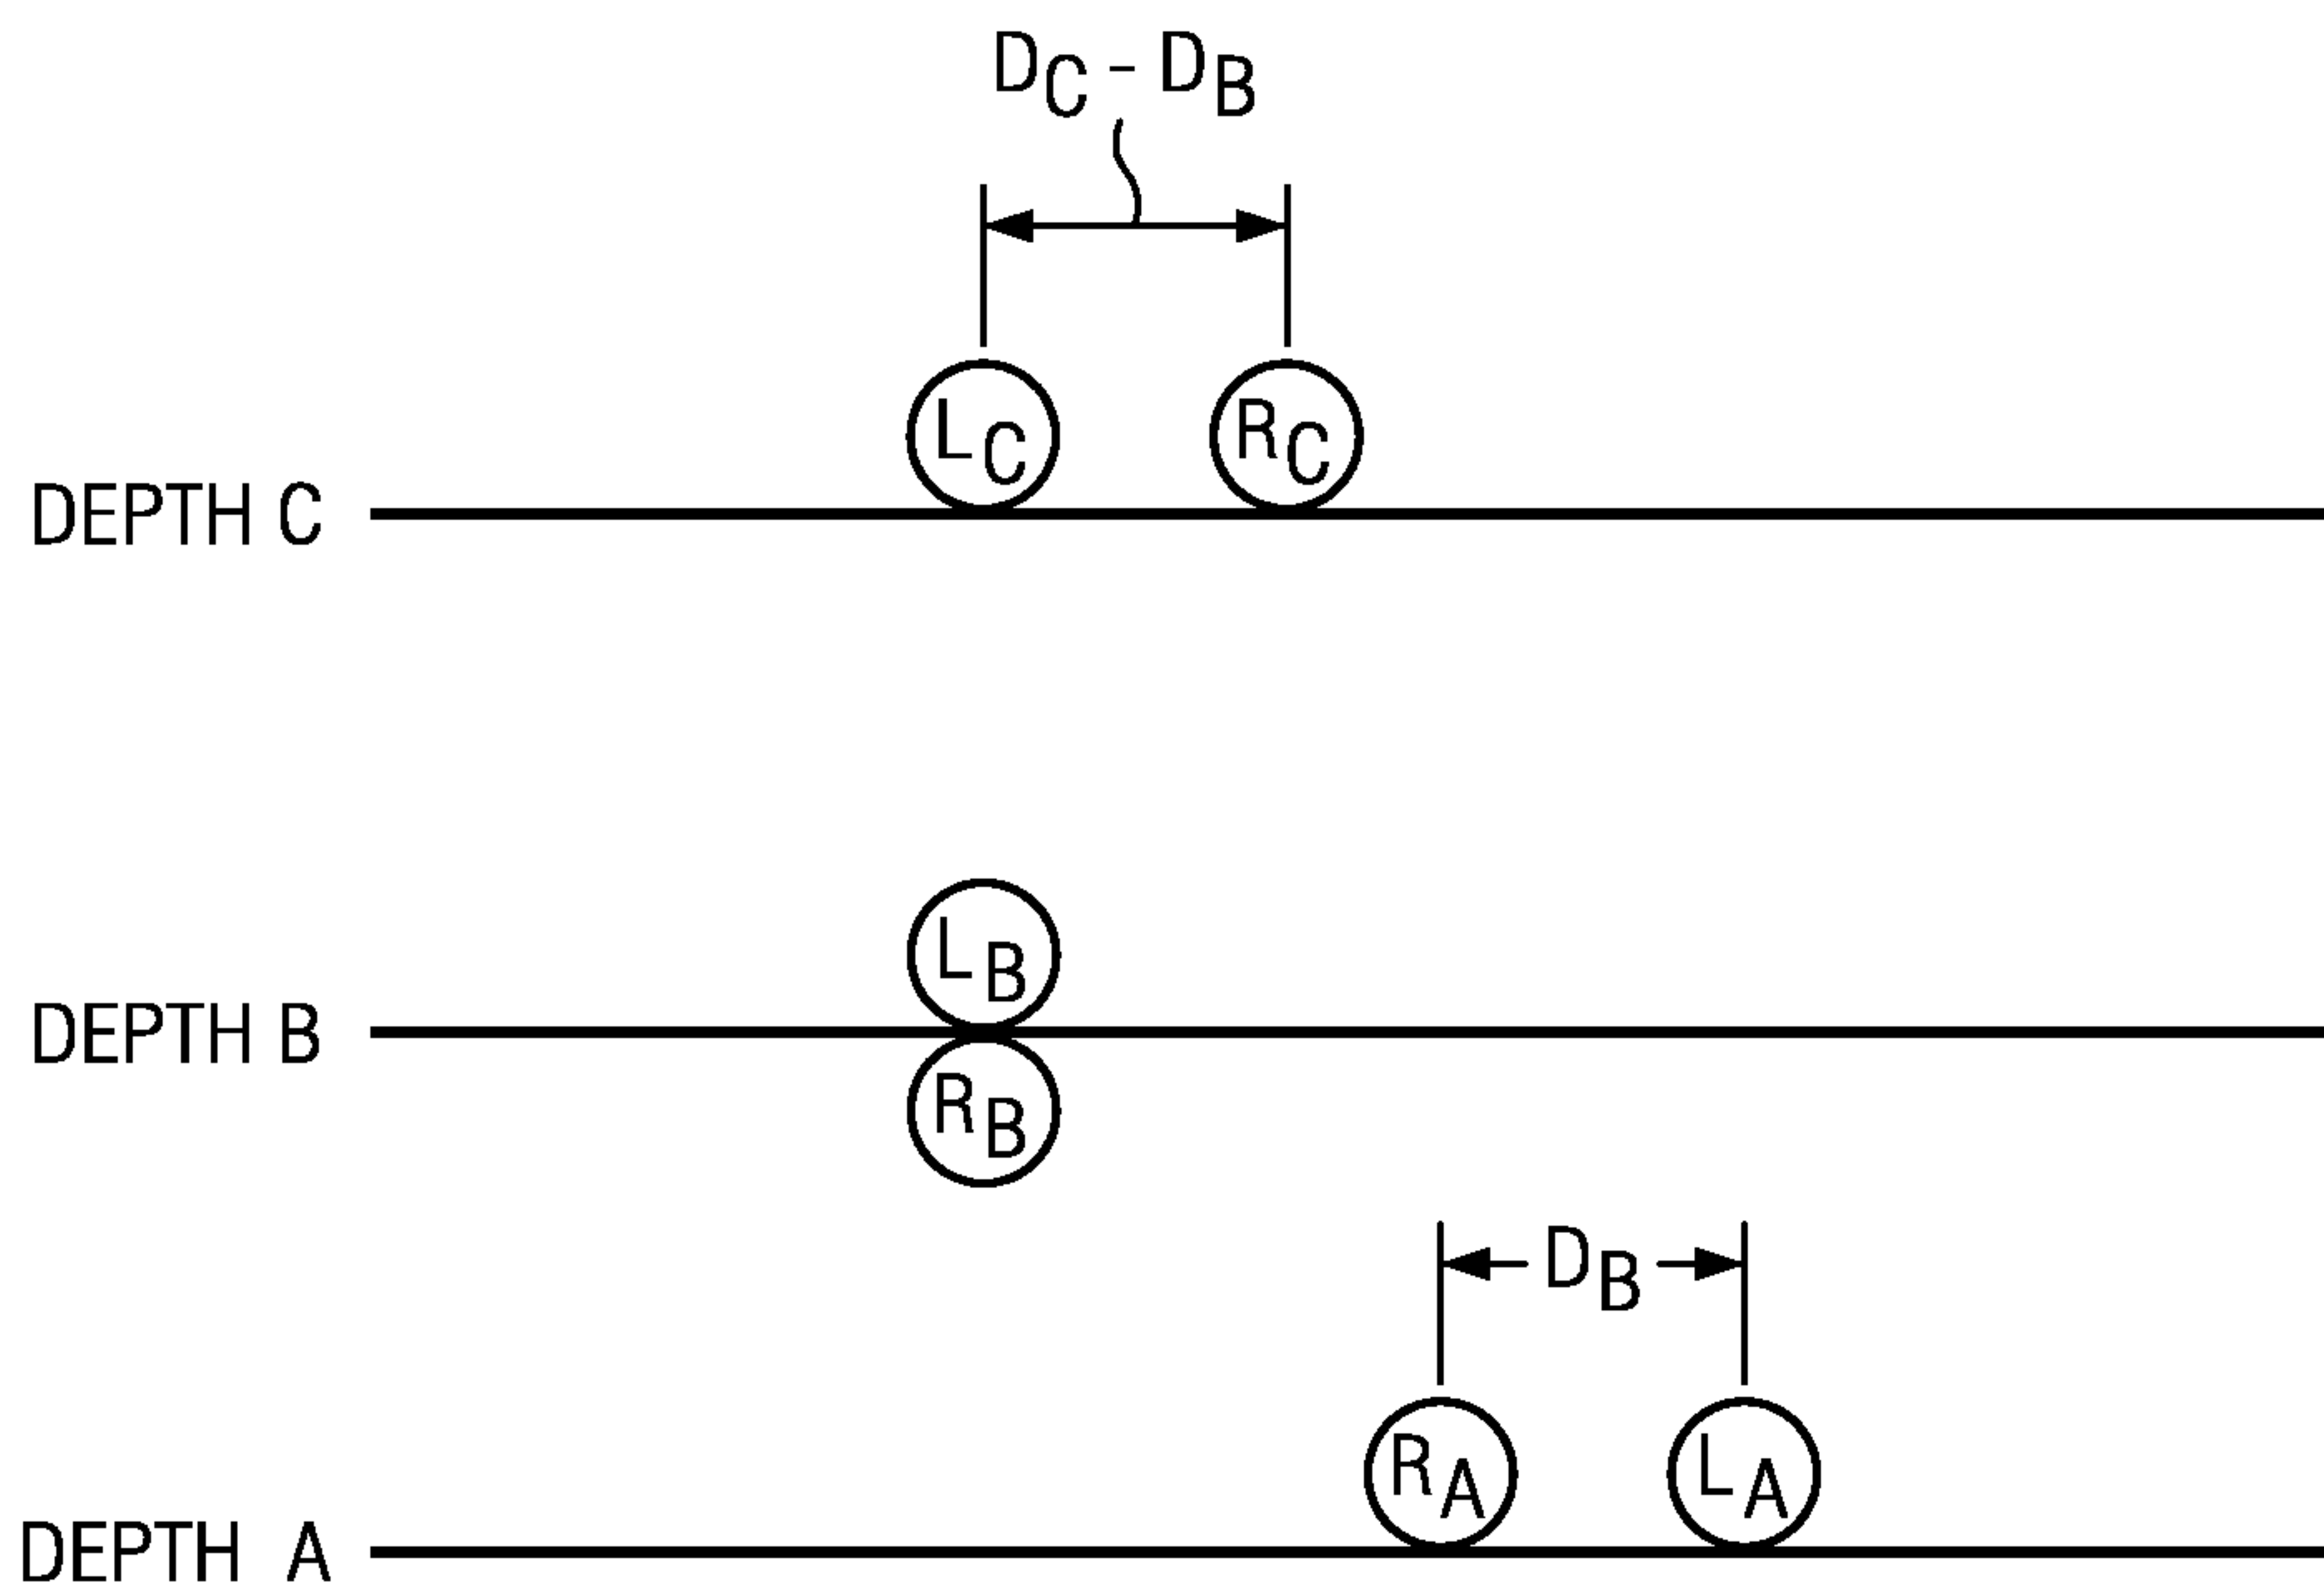 DC - DB
LC RC
DEPTH C
LB
DEPTH B
RB
DB
RA LA
DEPTH A